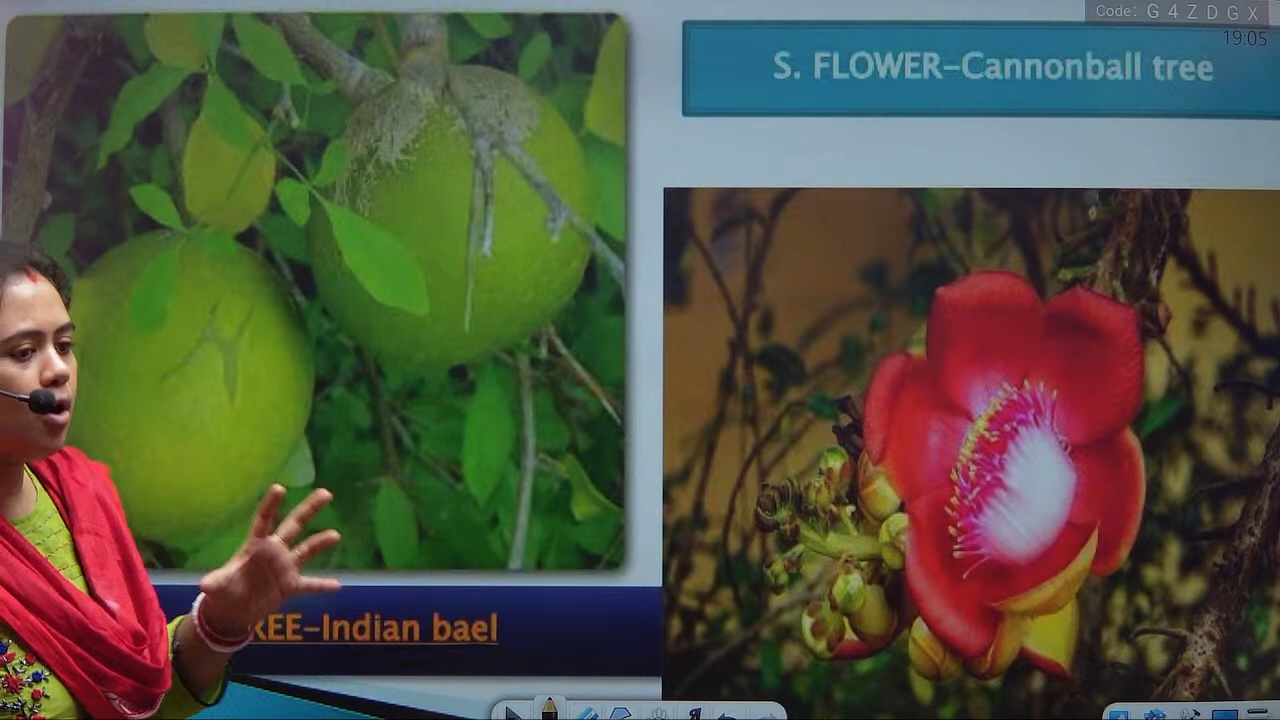 Code: G 4 Z D G X
19:05
S. FLOWER-Cannonball tree
REE-Indian bael